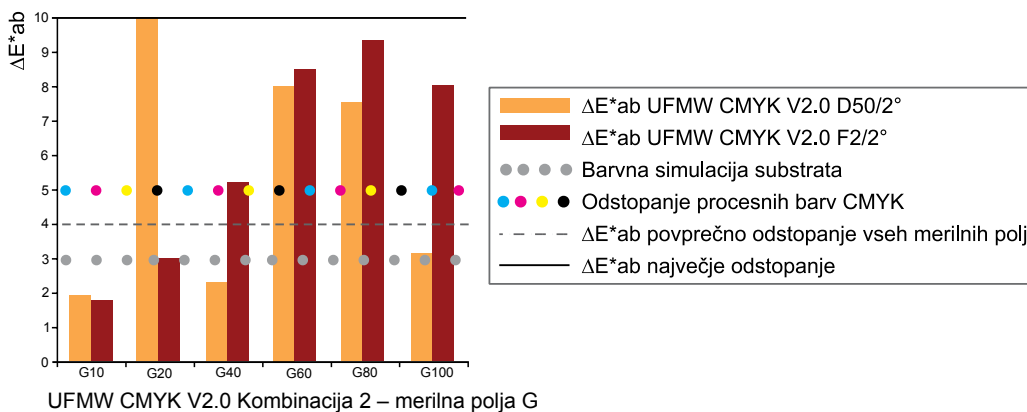 ΔE*ab
10
9
8
7
6
5
4
3
2
1
0
G10 G20 G40 G60 G80 G100
UFMW CMYK V2.0 Kombinacija 2 – merilna polja G
ΔE*ab UFMW CMYK V2.0 D50/2°
ΔE*ab UFMW CMYK V2.0 F2/2°
Barvna simulacija substrata
Odstopanje procesnih barv CMYK
ΔE*ab povprečno odstopanje vseh merilnih polj
ΔE*ab največje odstopanje